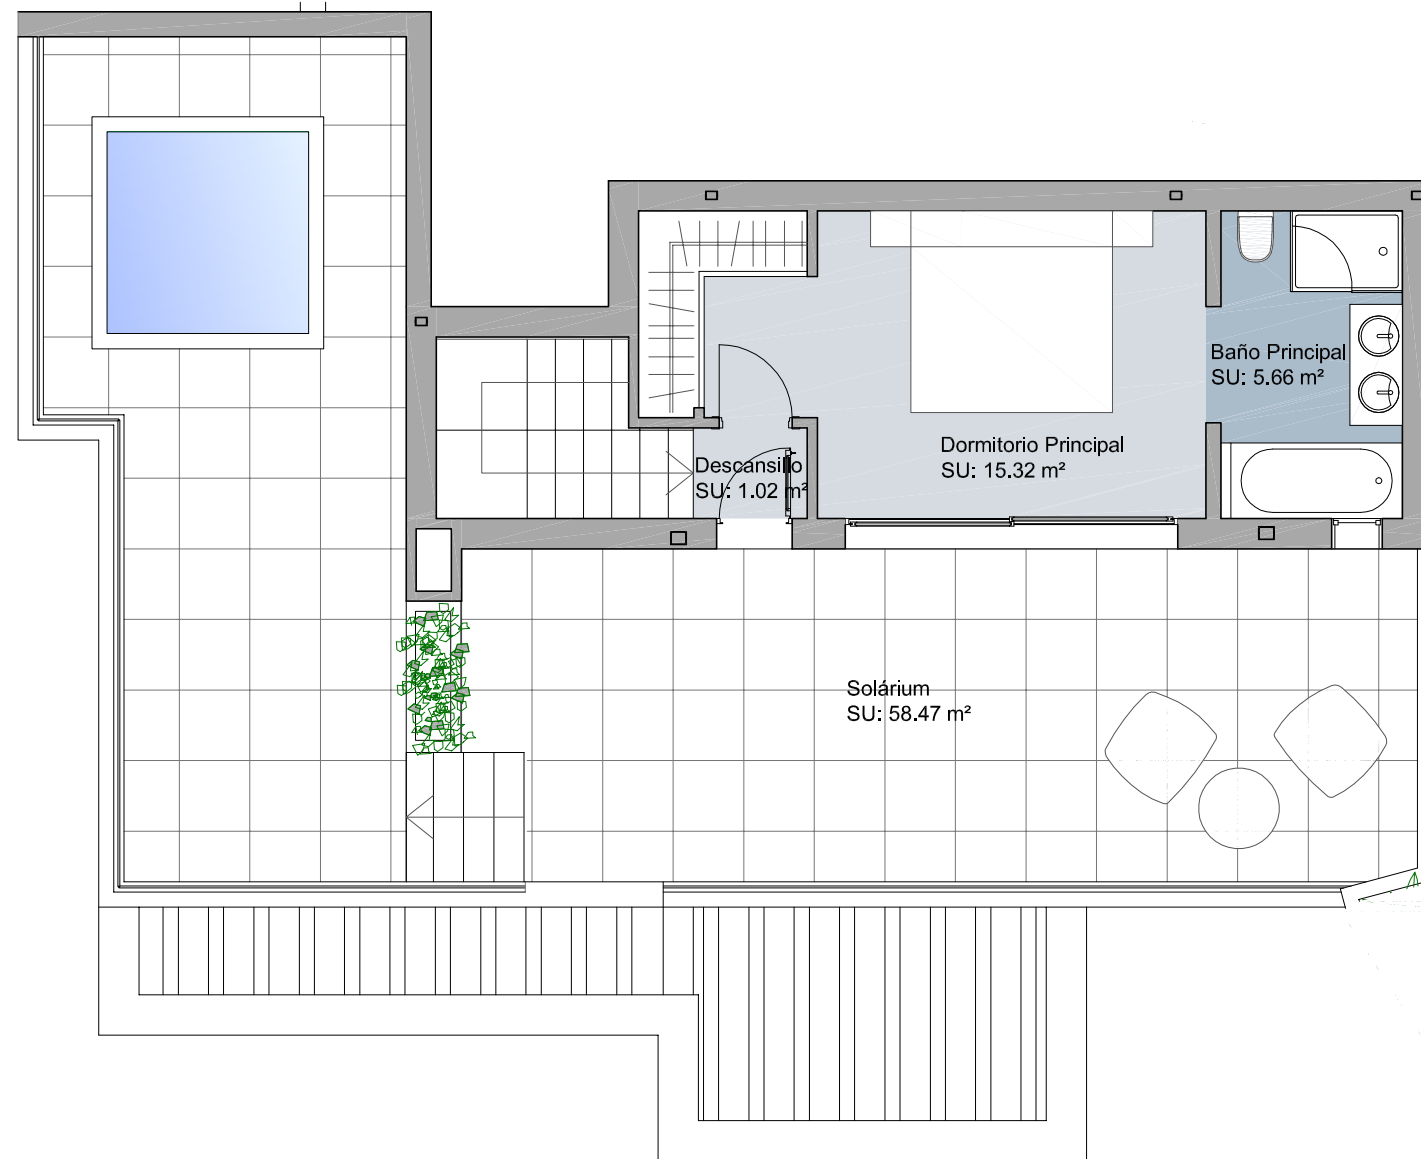 Baño Principal
SU: 5.66 m²
Dormitorio Principal
SU: 15.32 m²
Descansillo
SU: 1.02 m²
Solárium
SU: 58.47 m²